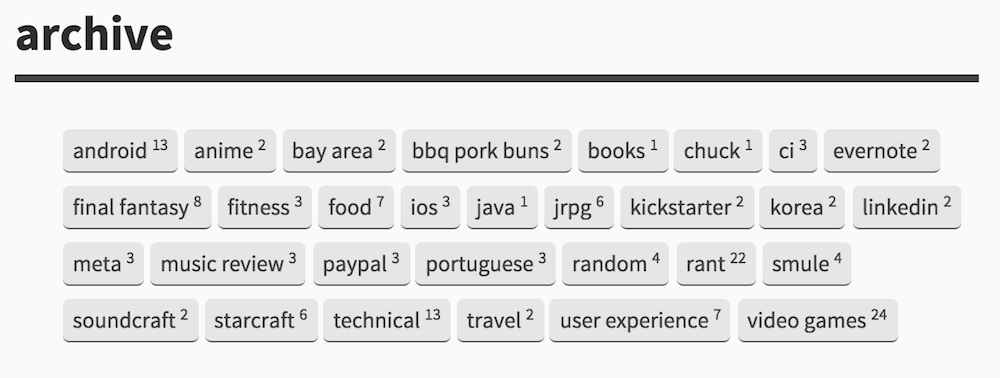 archive
android 13 anime 2 bay area 2 bbq pork buns 2 books 1 chuck 1 ci 3 evernote 2
final fantasy 8 fitness 3 food 7 ios 3 java 1 jrpg 6 kickstarter 2 korea 2 linkedin 2
meta 3 music review 3 paypal 3 portuguese 3 random 4 rant 22 smule 4
soundcraft 2 starcraft 6 technical 13 travel 2 user experience 7 video games 24